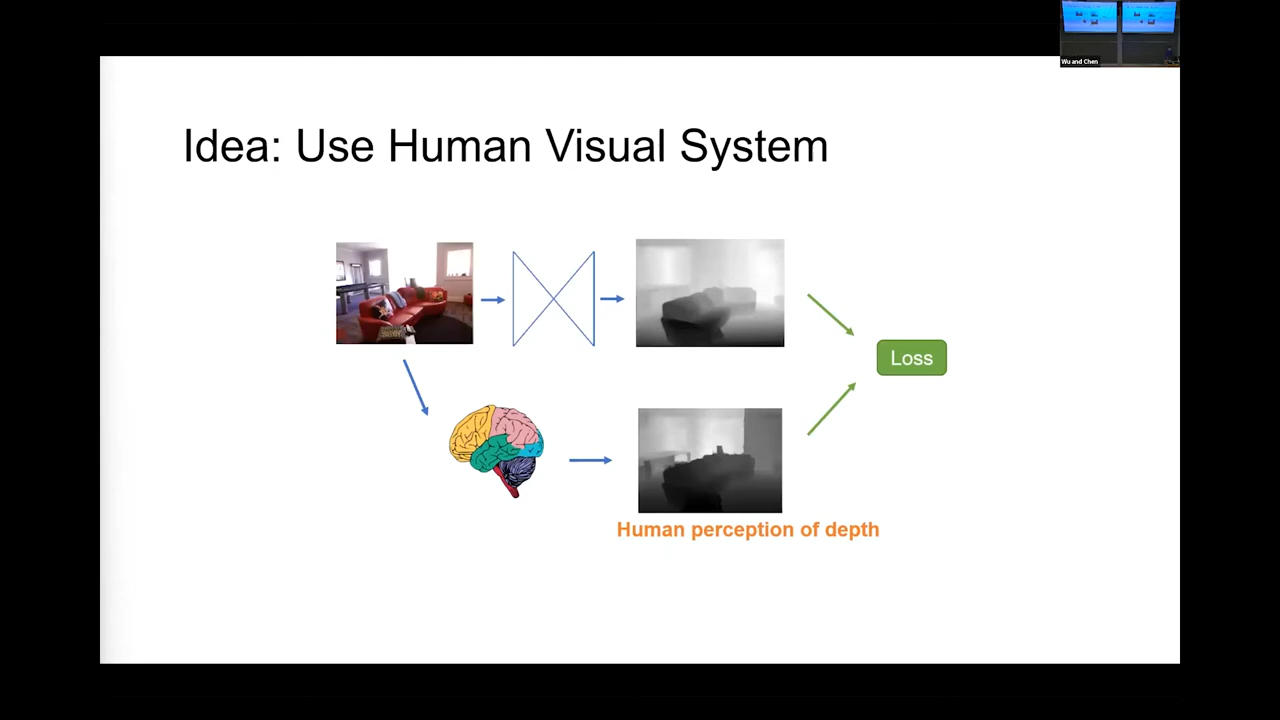 Wu and Chen
Idea: Use Human Visual System
Loss
Human perception of depth